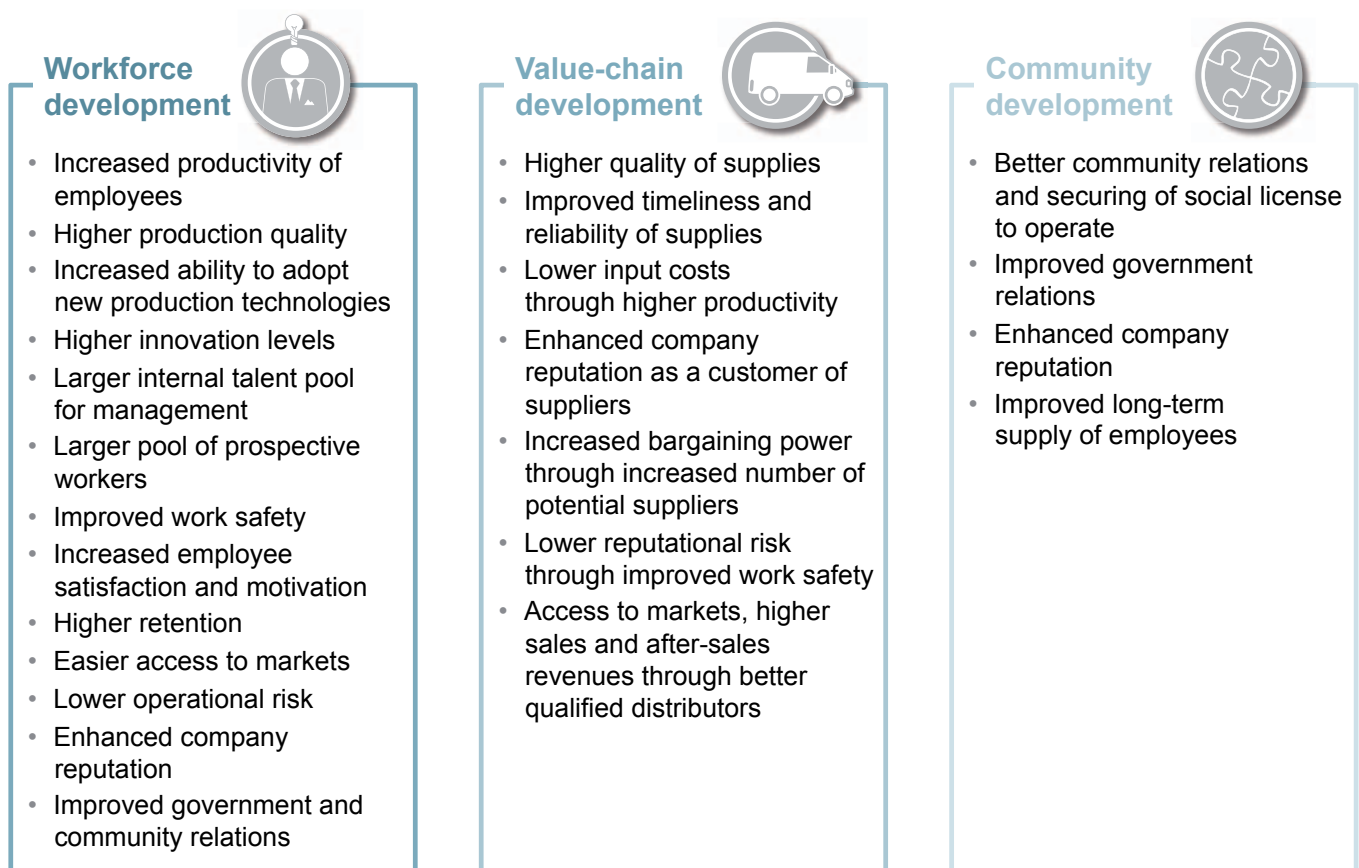 Workforce
development
• Increased productivity of
employees
• Higher production quality
• Increased ability to adopt
new production technologies
• Higher innovation levels
• Larger internal talent pool
for management
• Larger pool of prospective
workers
• Improved work safety
• Increased employee
satisfaction and motivation
• Higher retention
• Easier access to markets
• Lower operational risk
• Enhanced company
reputation
• Improved government and
community relations
Value-chain
development
• Higher quality of supplies
• Improved timeliness and
reliability of supplies
• Lower input costs
through higher productivity
• Enhanced company
reputation as a customer of
suppliers
• Increased bargaining power
through increased number of
potential suppliers
• Lower reputational risk
through improved work safety
• Access to markets, higher
sales and after-sales
revenues through better
qualified distributors
Community
development
• Better community relations
and securing of social license
to operate
• Improved government
relations
• Enhanced company
reputation
• Improved long-term
supply of employees